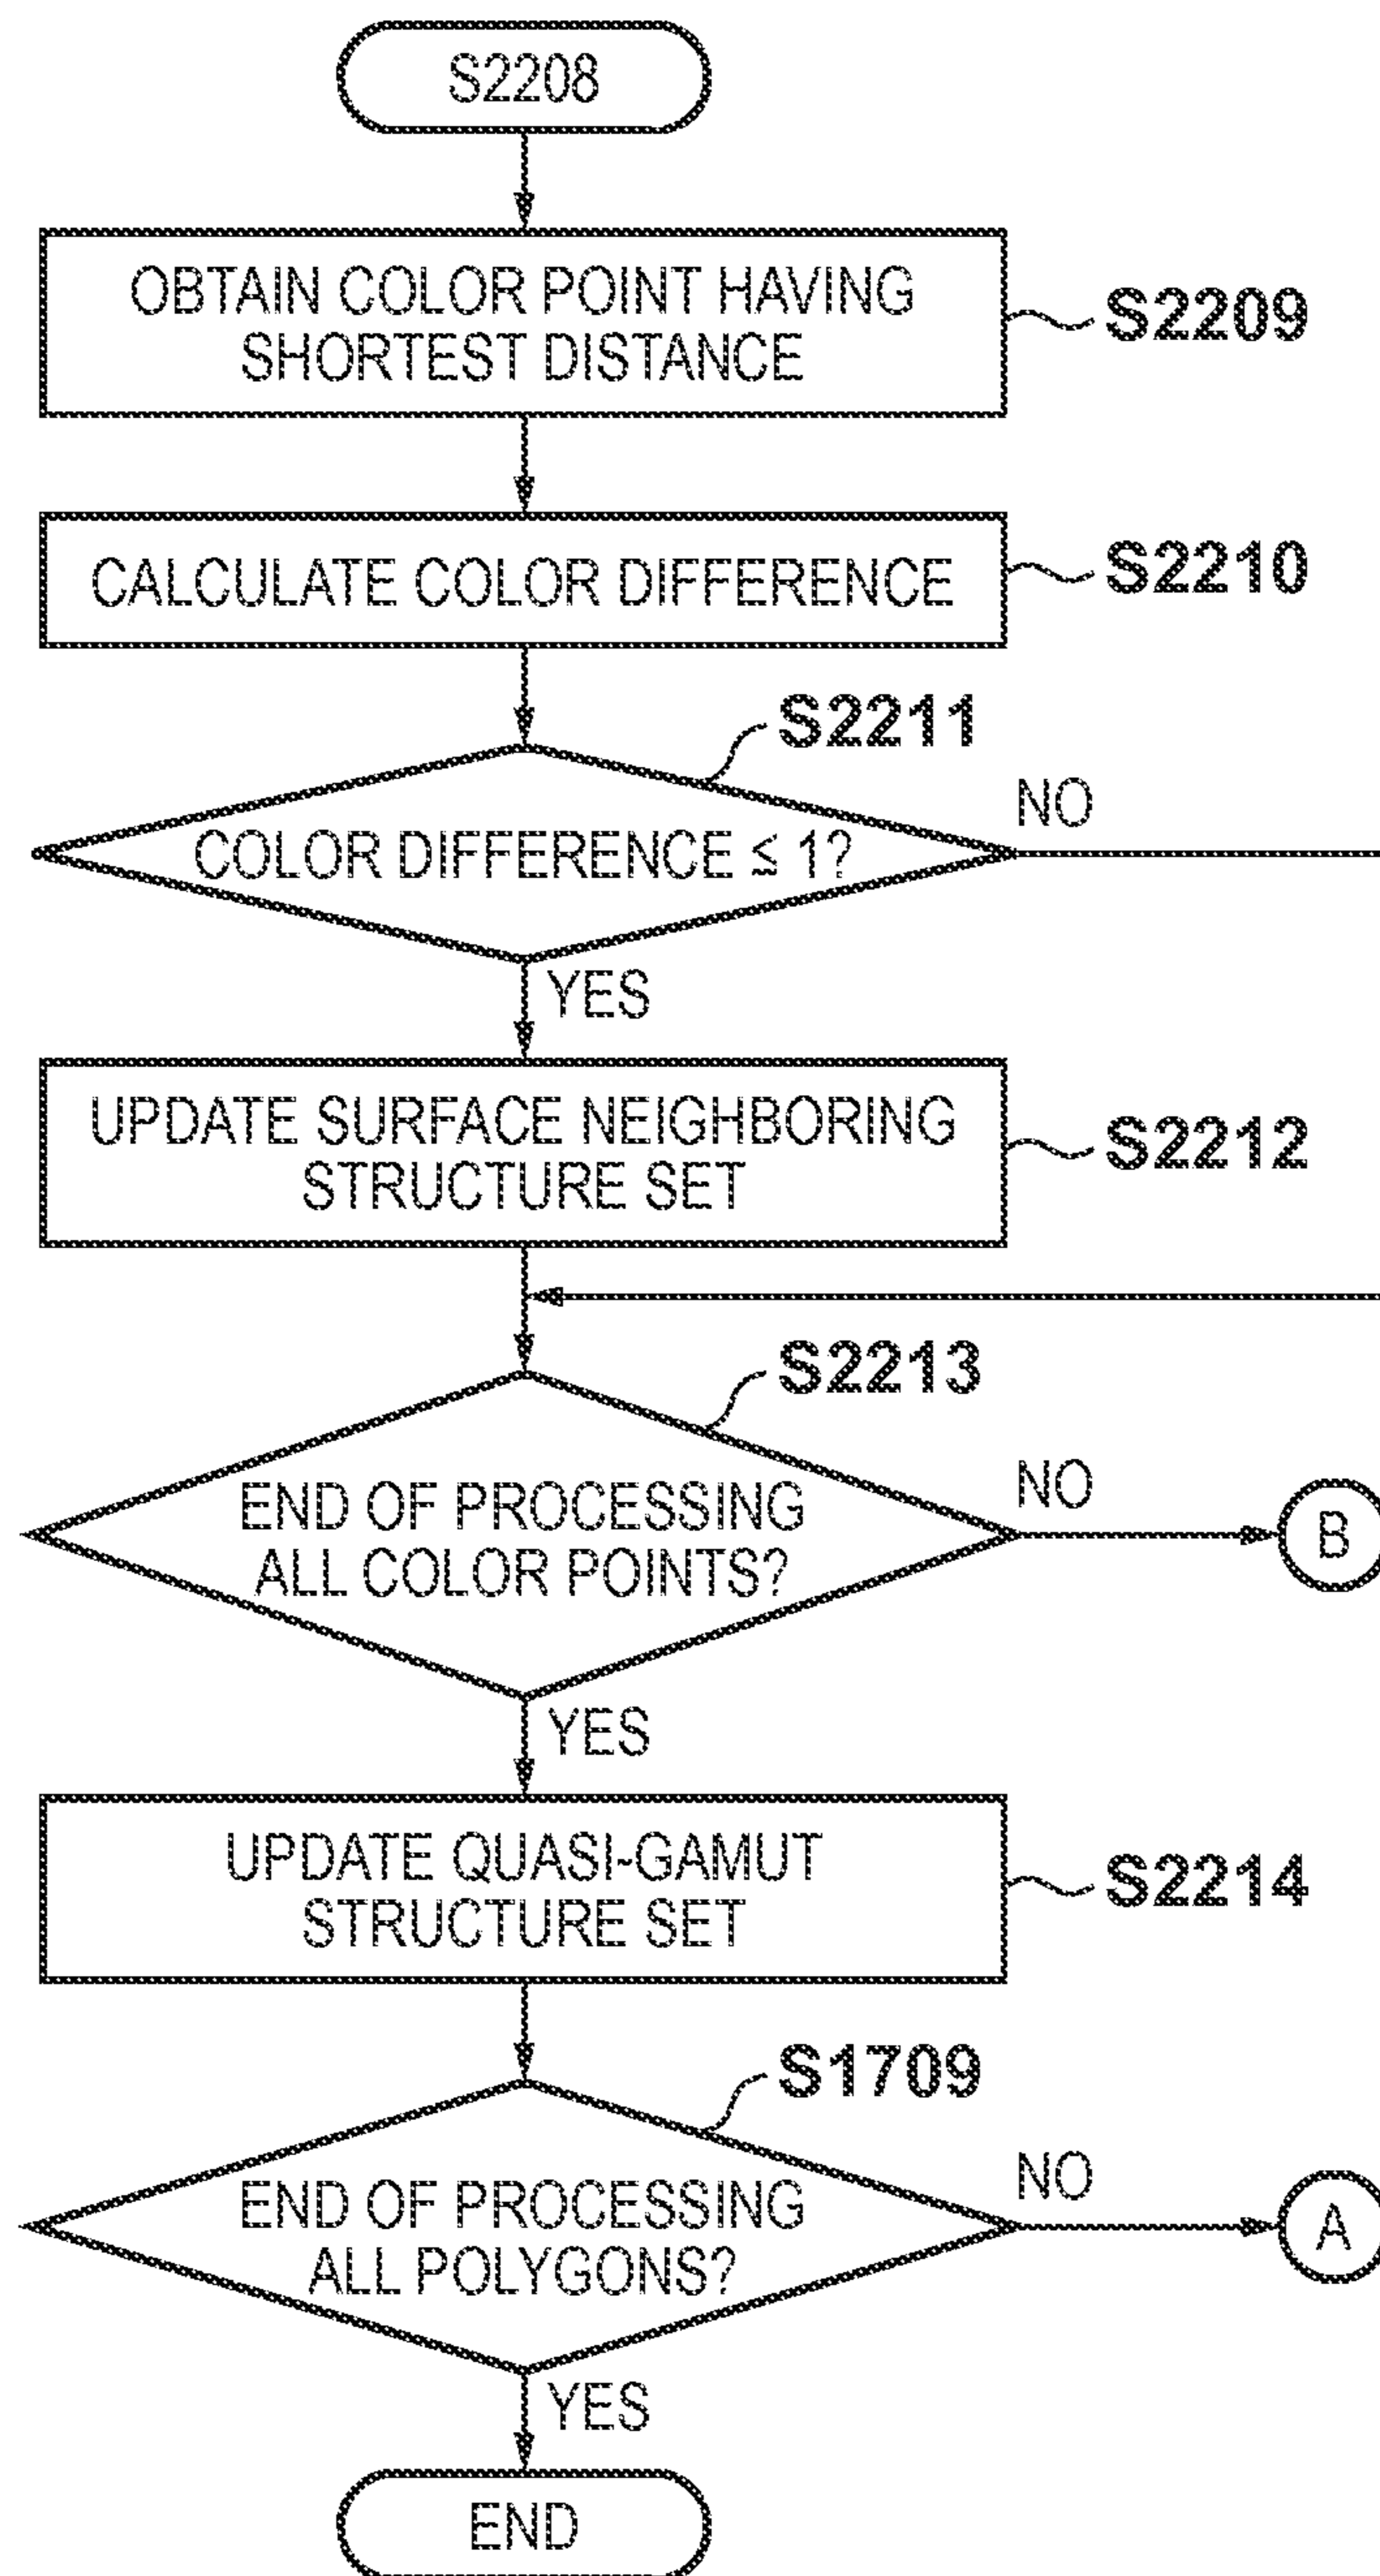 S2208
OBTAIN COLOR POINT HAVING
SHORTEST DISTANCE
S2209
CALCULATE COLOR DIFFERENCE
S2210
S2211
COLOR DIFFERENCE ≦ 1?
NO
YES
UPDATE SURFACE NEIGHBORING
STRUCTURE SET
S2212
S2213
END OF PROCESSING
ALL COLOR POINTS?
NO
B
YES
UPDATE QUASI-GAMUT
STRUCTURE SET
S2214
S1709
END OF PROCESSING
ALL POLYGONS?
NO
A
YES
END